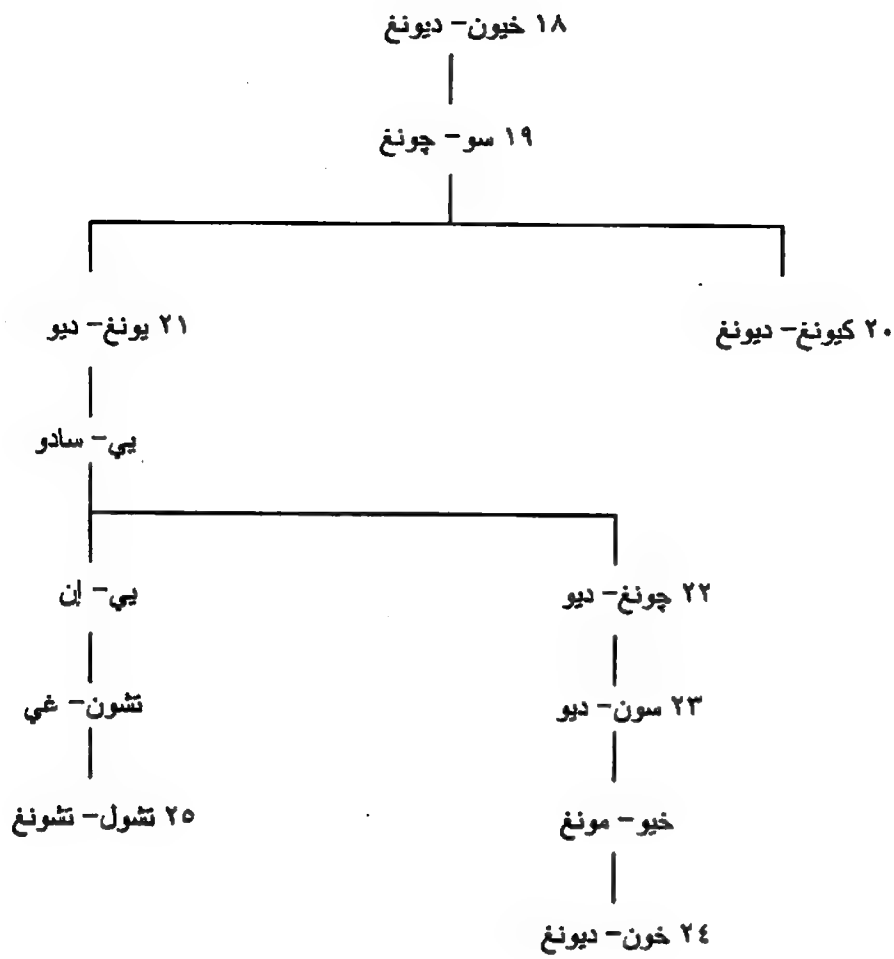 ١٨ خيون- ديونغ
١٩ سو- چونغ
٢٠ كيونغ- ديونغ
٢١ يونغ- ديو
يي- سادو
٢٢ چونغ- ديو
يي- إن
٢٣ سون- ديو
تشون- غي
خيو- مونغ
٢٥ تشول- تشونغ
٢٤ خون- ديونغ